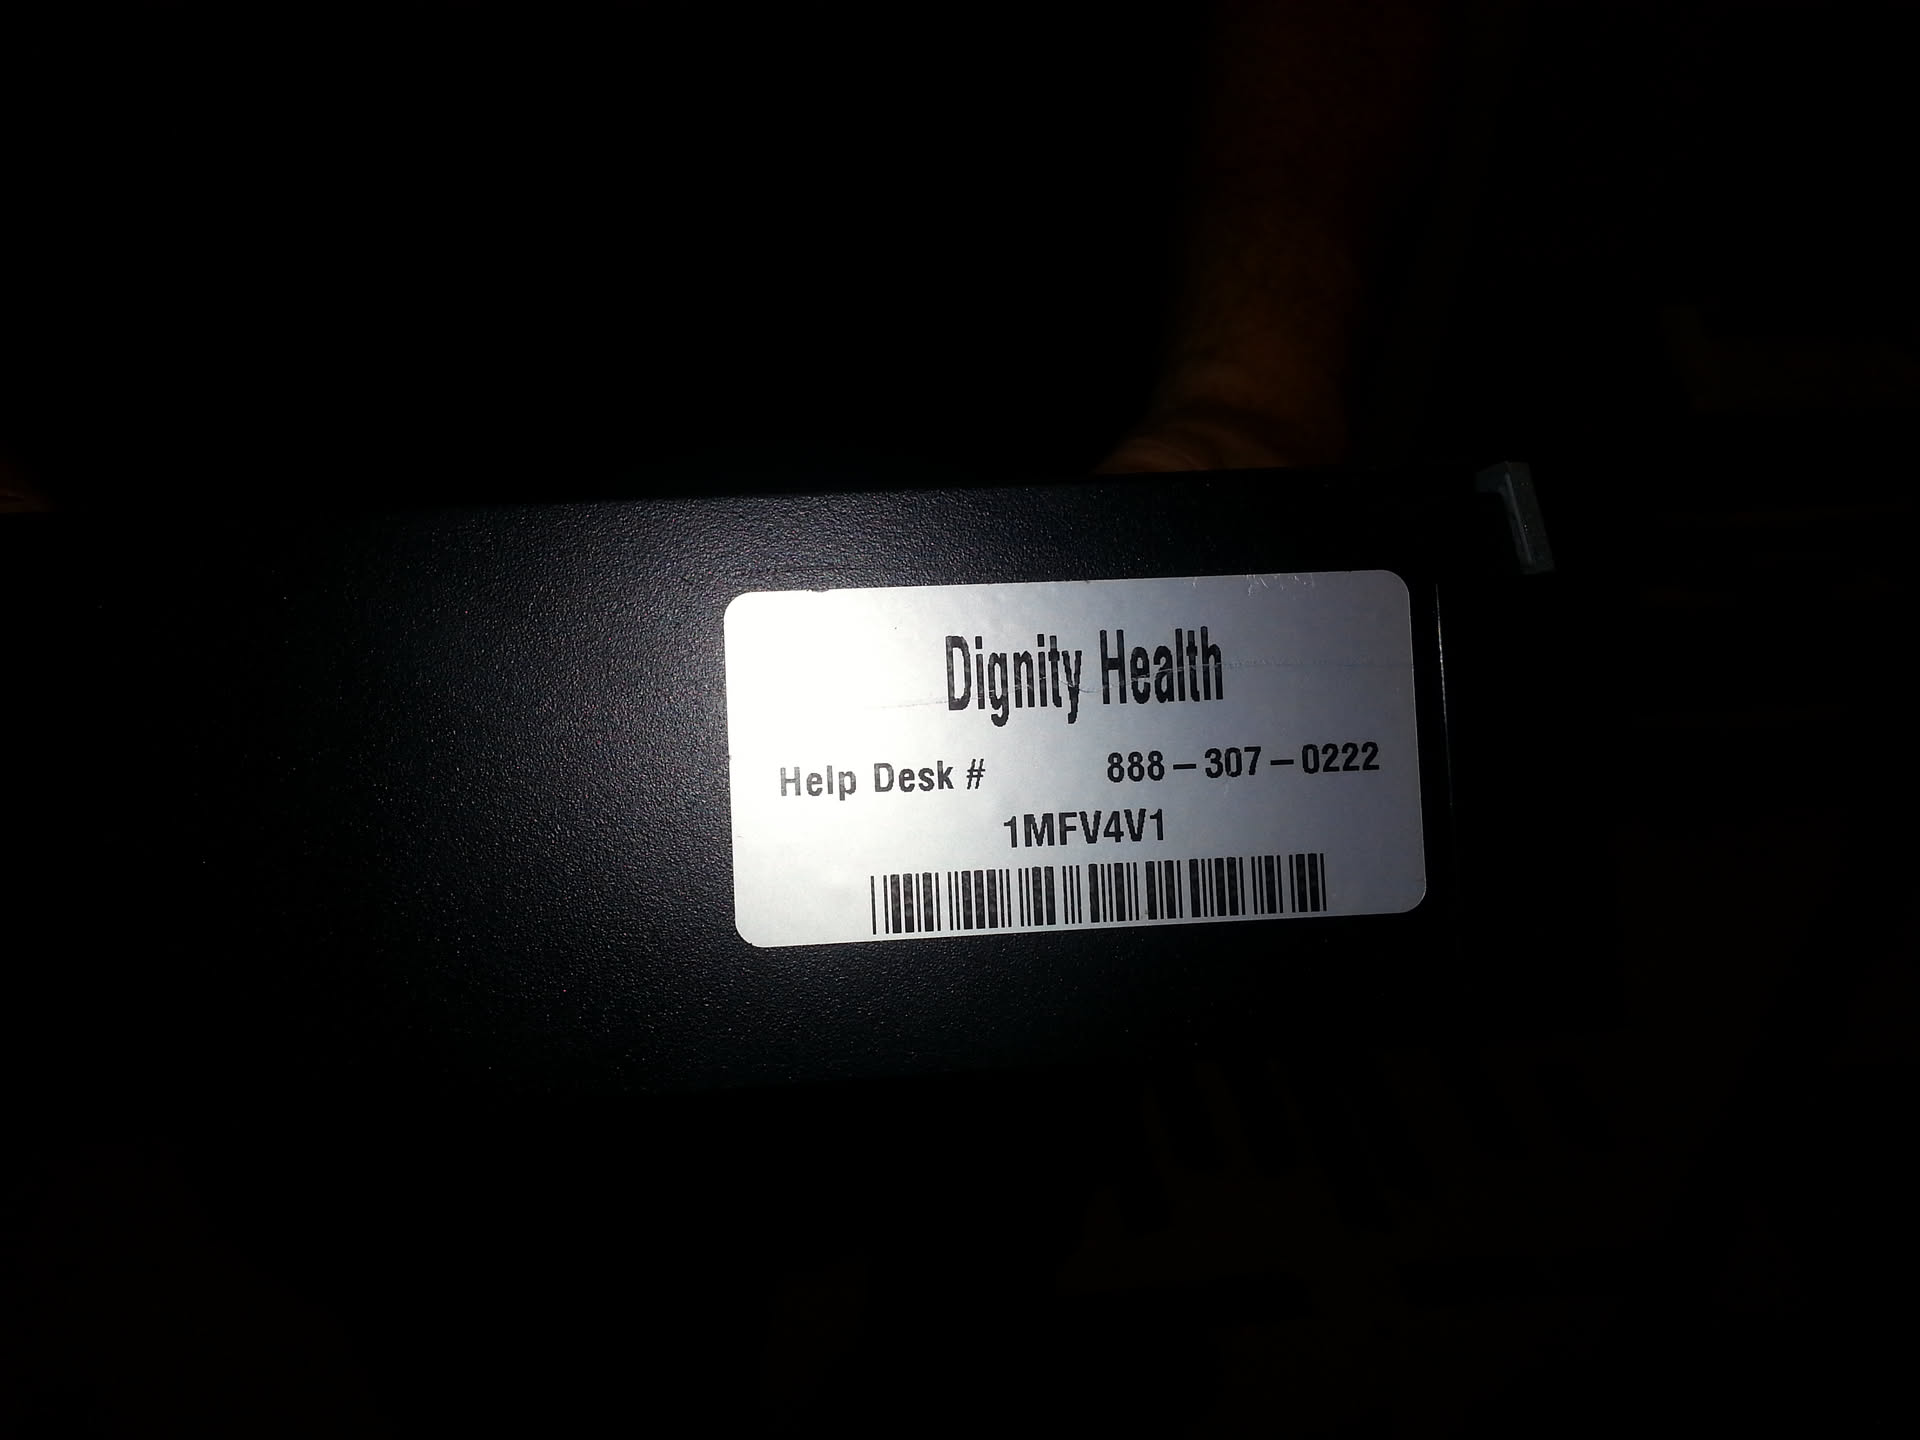 Dignity Health
Help Desk # 888-307-0222
1MFV4V1